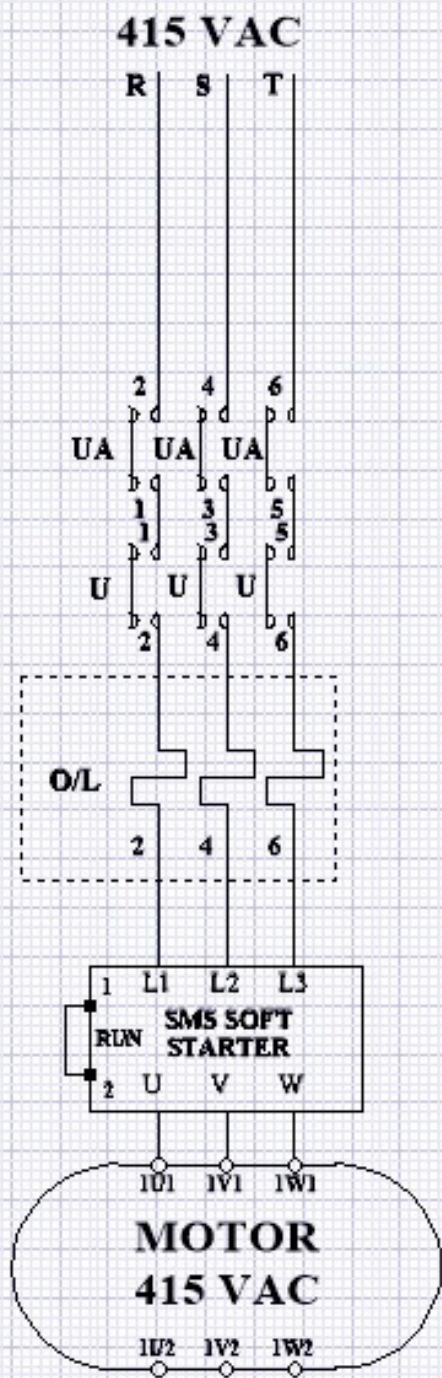 415 VAC
R S T
2 4 6
UA UA UA
1 3 5
1 3 5
U U U
2 4 6
O/L
2 4 6
1 L1 L2 L3
SMS SOFT
RUN STARTER
2 U V W
1U1 1V1 1W1
MOTOR
415 VAC
1U2 1V2 1W2